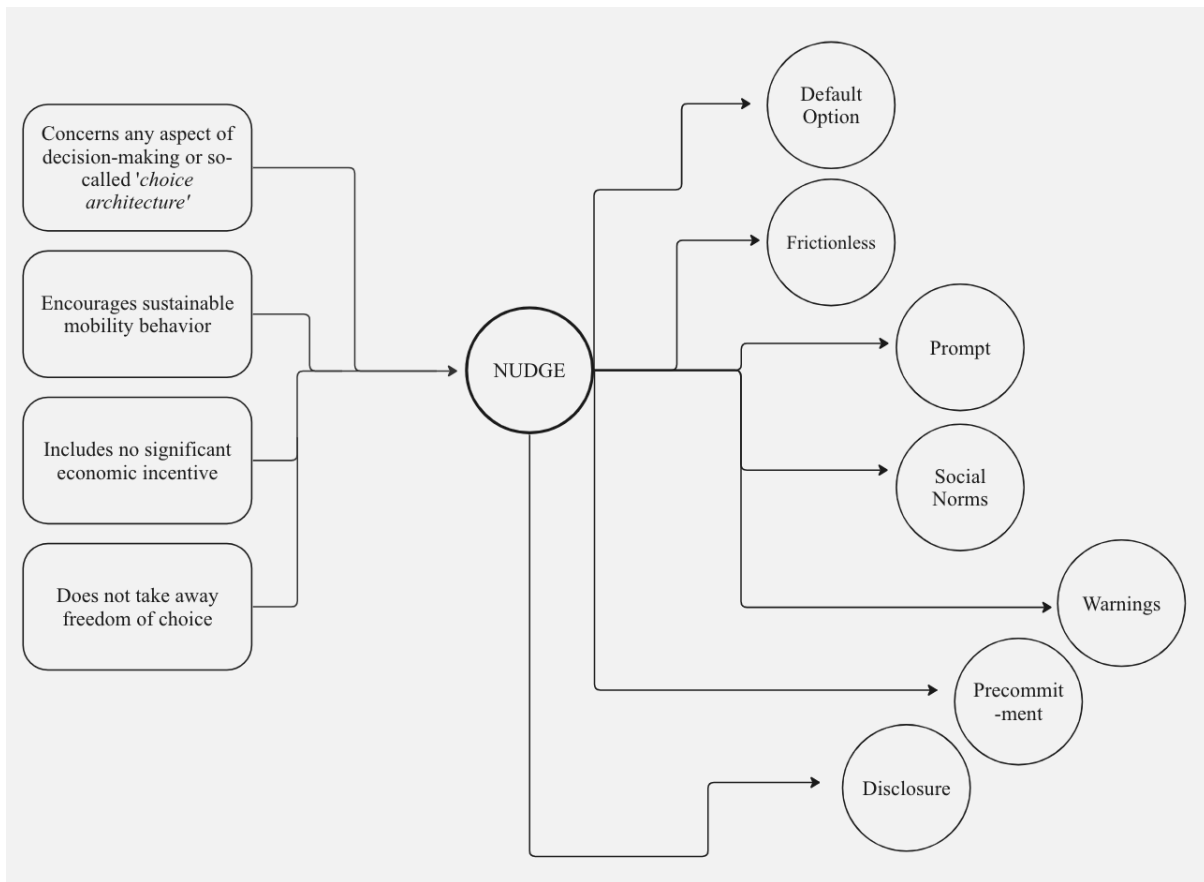 Concerns any aspect of
decision-making or so-
called 'choice
architecture'
Encourages sustainable
mobility behavior
Includes no significant
economic incentive
Does not take away
freedom of choice
NUDGE
Default
Option
Frictionless
Prompt
Social
Norms
Warnings
Precommit
-ment
Disclosure